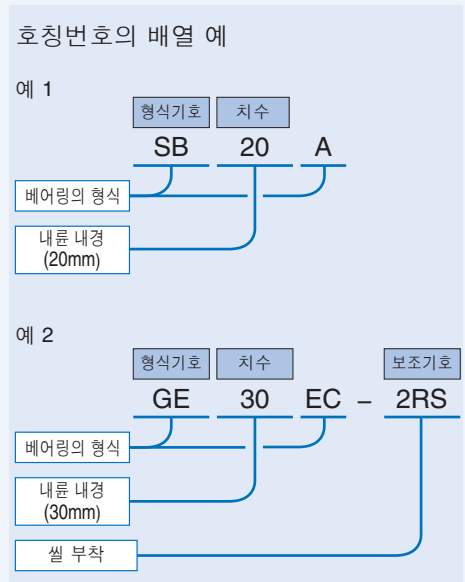 호칭번호의 배열 예
예 1
형식기호 치수
SB 20 A
베어링의 형식
내륜 내경
(20mm)
예 2
형식기호 치수 보조기호
GE 30 EC – 2RS
베어링의 형식
내륜 내경
(30mm)
씰 부착